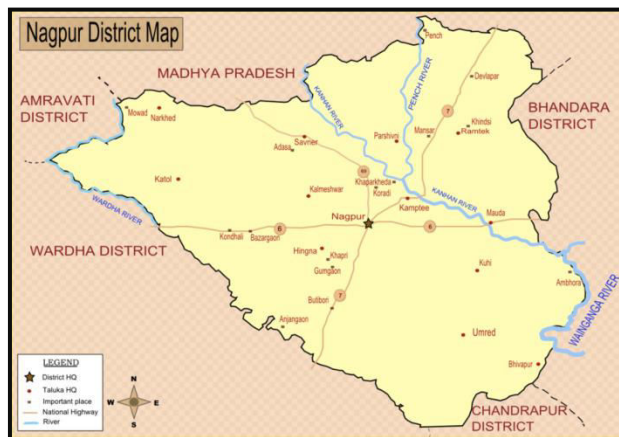 Nagpur District Map
Pench
MADHYA PRADESH
KANHAN RIVER
PENCH RIVER
Devlapar
AMRAVATI
DISTRICT
Mowad
Narkhed
7
BHANDARA
DISTRICT
Khindsi
Mansar
Ramtek
Savner
Adasa
Parshivni
Katol
69
Khaparkheda
Koradi
Kalmeshwar
Kamptee
KANHAN RIVER
WARDHA RIVER
Nagpur
Mauda
6
6
Kondhali
Bazargaon
WARDHA DISTRICT
Hingna
Khapri
Gumgaon
Kuhi
Ambhora
WAINGANGA RIVER
7
Butibori
Anjangaon
Umred
Bhivapur
CHANDRAPUR
DISTRICT
LEGEND
District HQ
Taluka HQ
Important place
National Highway
River
N
W
E
S